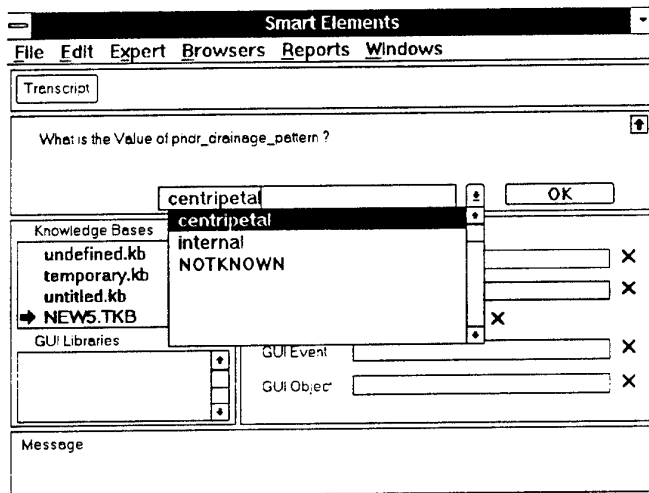 Smart Elements
File Edit Expert Browsers Reports Windows
Transcript
What is the Value of phdr_drainage_pattern ?
centripetal
OK
centripetal
internal
NOTKNOWN
Knowledge Bases
undefined.kb
temporary.kb
untitled.kb
NEW5.TKB
GUI Libraries
GUI Event
GUI Object
Message